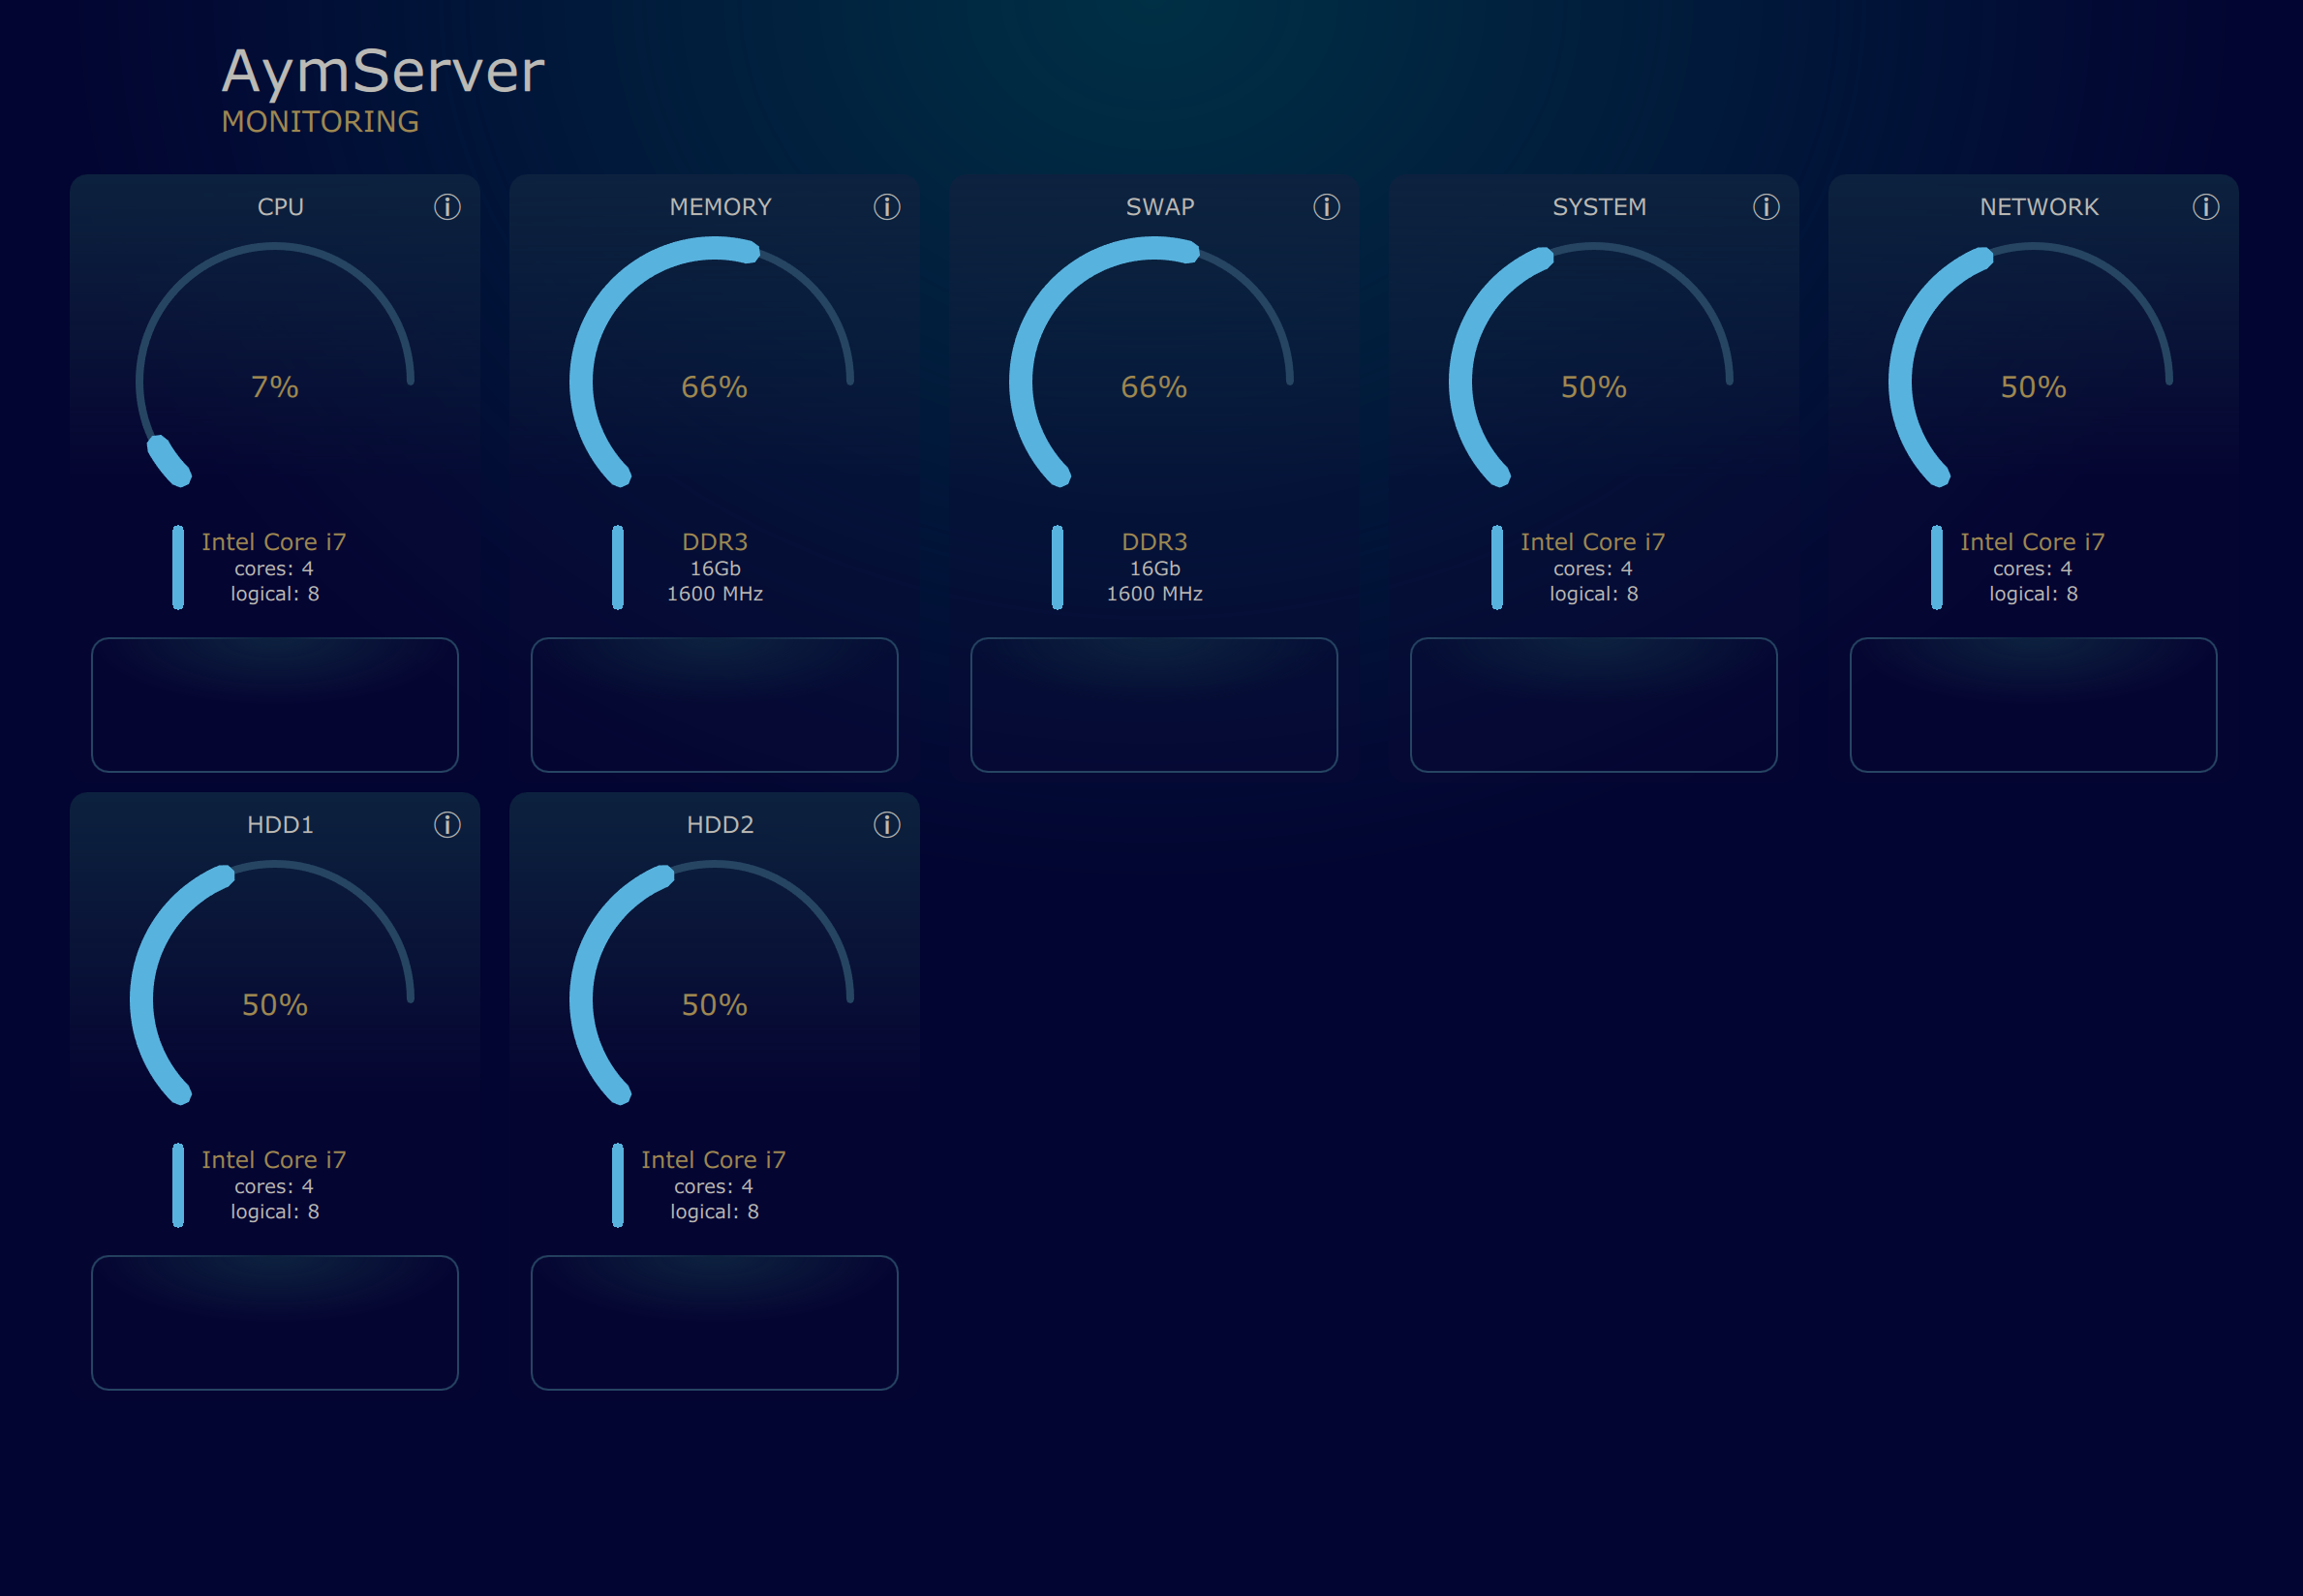 AymServer
MONITORING
CPU
7%
Intel Core i7
cores: 4
logical: 8
MEMORY
66%
DDR3
16Gb
1600 MHz
SWAP
66%
DDR3
16Gb
1600 MHz
SYSTEM
50%
Intel Core i7
cores: 4
logical: 8
NETWORK
50%
Intel Core i7
cores: 4
logical: 8
HDD1
50%
Intel Core i7
cores: 4
logical: 8
HDD2
50%
Intel Core i7
cores: 4
logical: 8